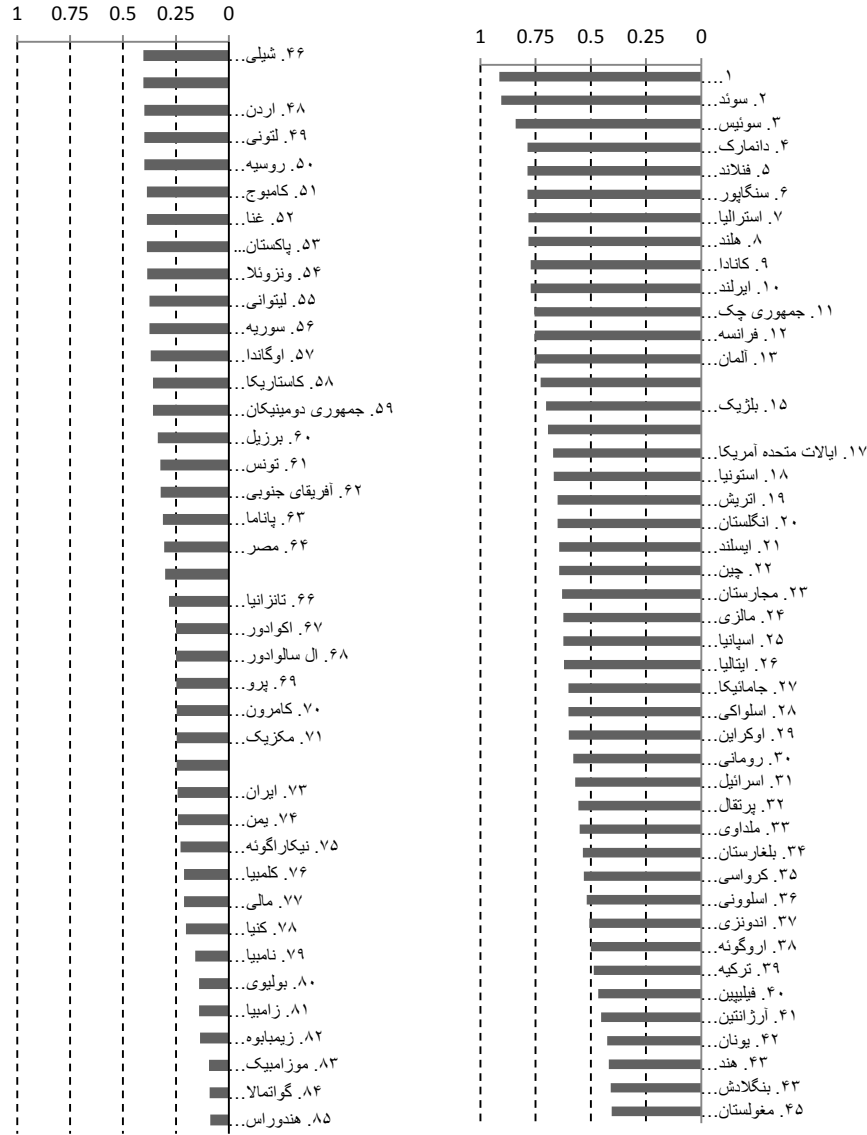 1 0.75 0.5 0.25 0
۱....
۲. سوئد...
۳. سوئیس...
۴. دانمارک...
۵. فنلاند...
۶. سنگاپور...
۷. استرالیا...
۸. هلند...
۹. کانادا...
۱۰. ایرلند...
۱۱. جمهوری چک...
۱۲. فرانسه...
۱۳. آلمان...
۱۵. بلژیک...
۱۷. ایالات متحده آمریکا...
۱۸. استونیا...
۱۹. اتریش...
۲۰. انگلستان...
۲۱. ایسلند...
۲۲. چین...
۲۳. مجارستان...
۲۴. مالزی...
۲۵. اسپانیا...
۲۶. ایتالیا...
۲۷. جامائیکا...
۲۸. اسلواکی...
۲۹. اوکراین...
۳۰. رومانی...
۳۱. اسرائیل...
۳۲. پرتقال...
۳۳. ملداوی...
۳۴. بلغارستان...
۳۵. کرواسی...
۳۶. اسلوونی...
۳۷. اندونزی...
۳۸. اروگوئه...
۳۹. ترکیه...
۴۰. فیلیپین...
۴۱. آرژانتین...
۴۲. یونان...
۴۳. هند...
۴۳. بنگلادش...
۴۵. مغولستان...
1 0.75 0.5 0.25 0
۴۶. شیلی...
۴۸. اردن...
۴۹. لتونی...
۵۰. روسیه...
۵۱. کامبوج...
۵۲. غنا...
۵۳. پاکستان...
۵۴. ونزوئلا...
۵۵. لیتوانی...
۵۶. سوریه...
۵۷. اوگاندا...
۵۸. کاستاریکا...
۵۹. جمهوری دومینیکان...
۶۰. برزیل...
۶۱. تونس...
۶۲. آفریقای جنوبی...
۶۳. پاناما...
۶۴. مصر...
۶۶. تانزانیا...
۶۷. اکوادور...
۶۸. ال سالوادور...
۶۹. پرو...
۷۰. کامرون...
۷۱. مکزیک...
۷۳. ایران...
۷۴. یمن...
۷۵. نیکاراگوئه...
۷۶. کلمبیا...
۷۷. مالی...
۷۸. کنیا...
۷۹. نامبیا...
۸۰. بولیوی...
۸۱. زامبیا...
۸۲. زیمبابوه...
۸۳. موزامبیک...
۸۴. گواتمالا...
۸۵. هندوراس...